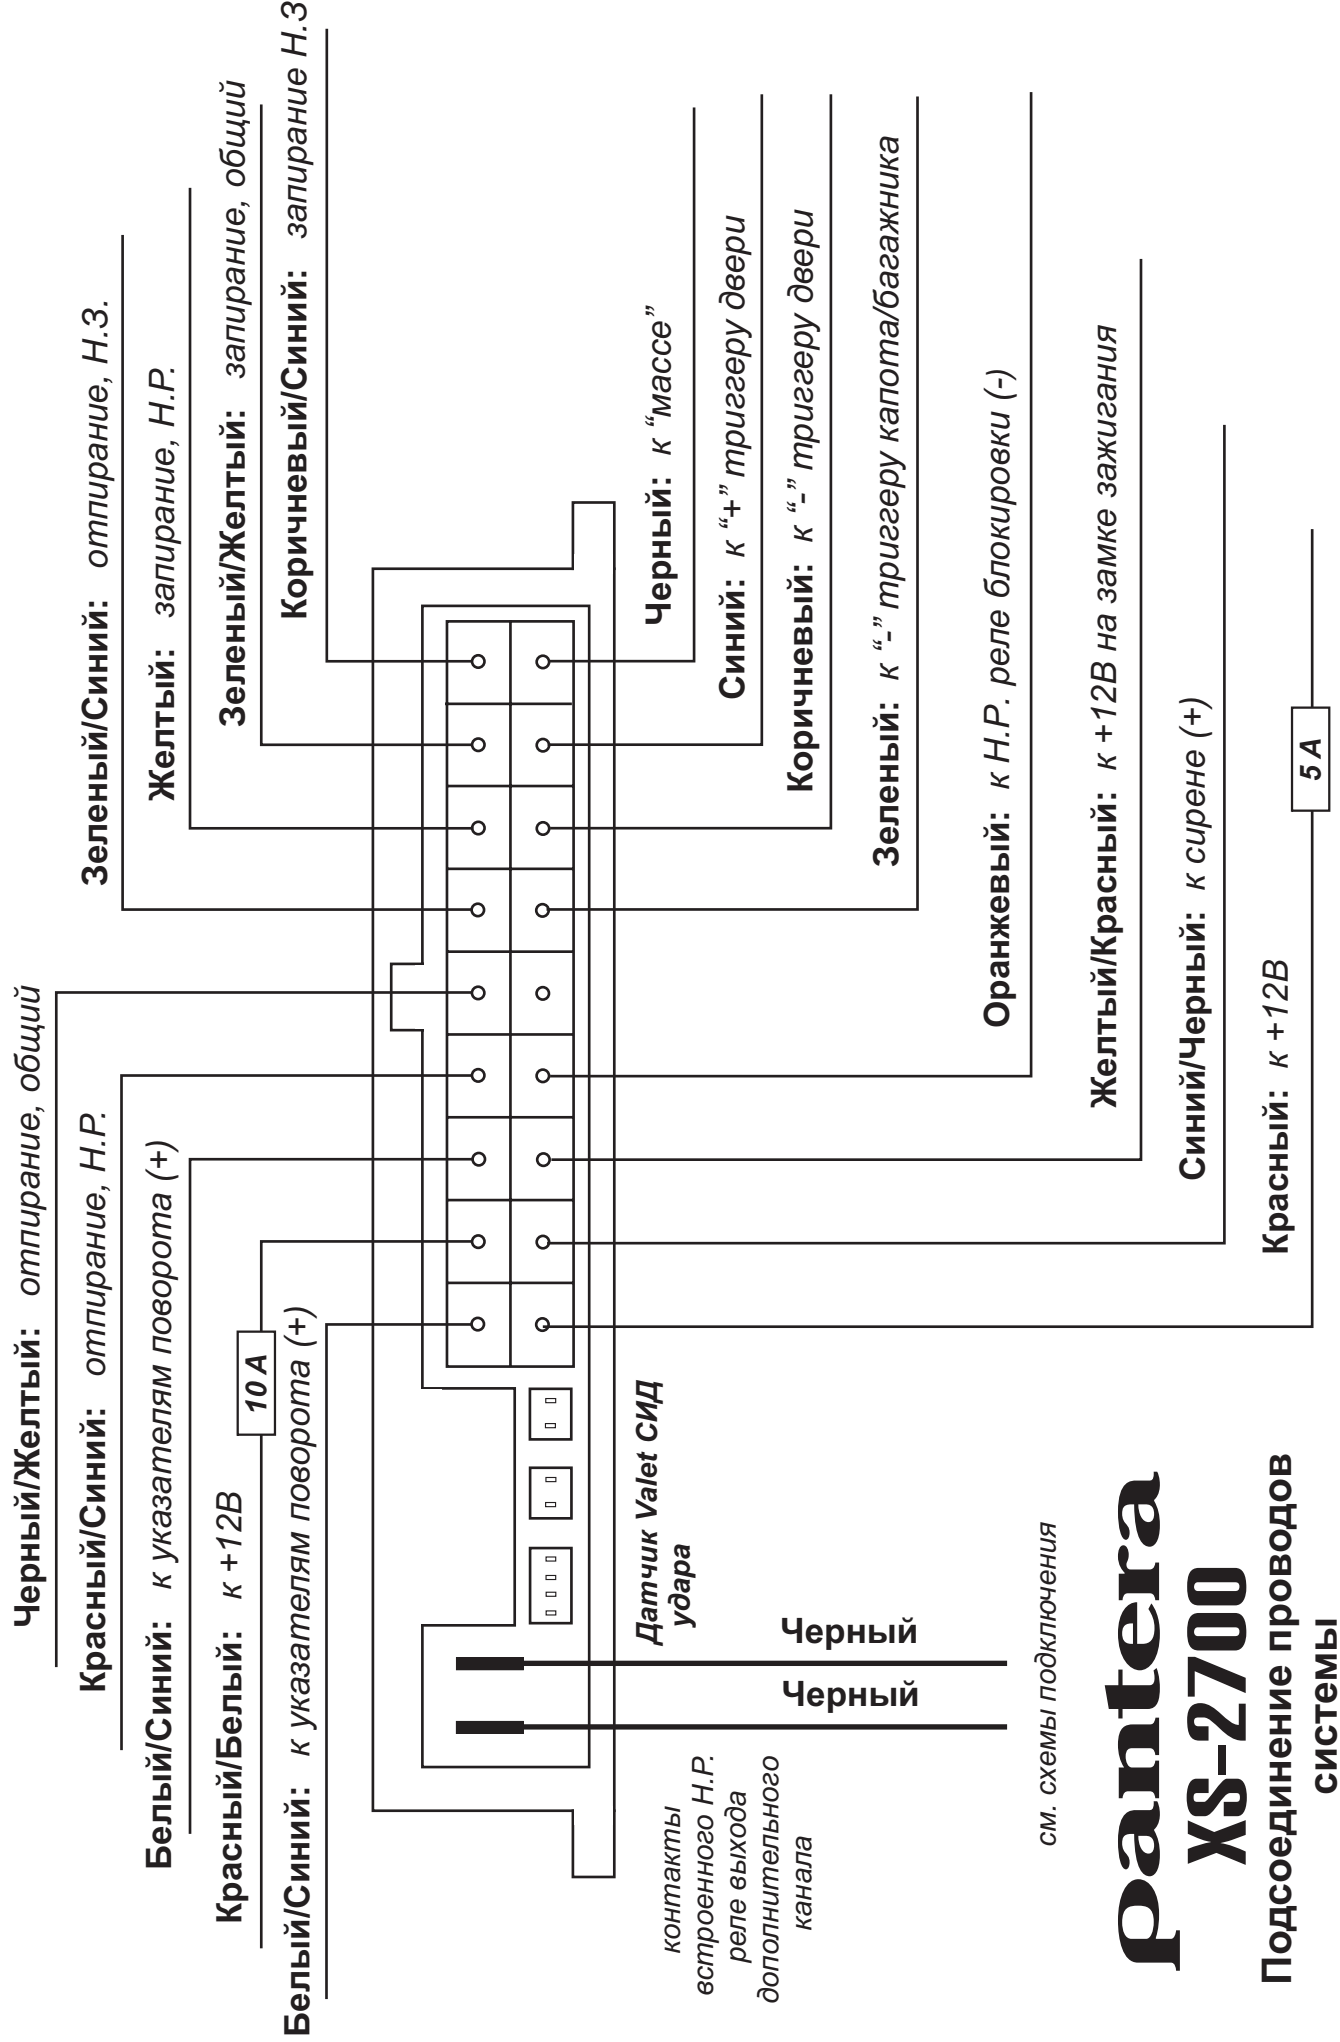 Черный/Желтый: отпирание, общий
Красный/Синий: отпирание, Н.Р.
Белый/Синий: к указателям поворота (+)
Красный/Белый: к +12В
10 А
Белый/Синий: к указателям поворота (+)
Зеленый/Синий: отпирание, Н.З.
Желтый: запирание, Н.Р.
Зеленый/Желтый: запирание, общий
Коричневый/Синий: запирание Н.З
Черный: к “массе”
Синий: к “+” триггеру двери
Коричневый: к “-” триггеру двери
Зеленый: к “-” триггеру капота/багажника
Оранжевый: к Н.Р. реле блокировки (-)
Желтый/Красный: к +12В на замке зажигания
Синий/Черный: к сирене (+)
Красный: к +12В
5 А
Датчик Valet СИД
удара
Черный
Черный
контакты
встроенного Н.Р.
реле выхода
дополнительного
канала
см. схемы подключения
pantera
XS-2700
Подсоединение проводов
системы